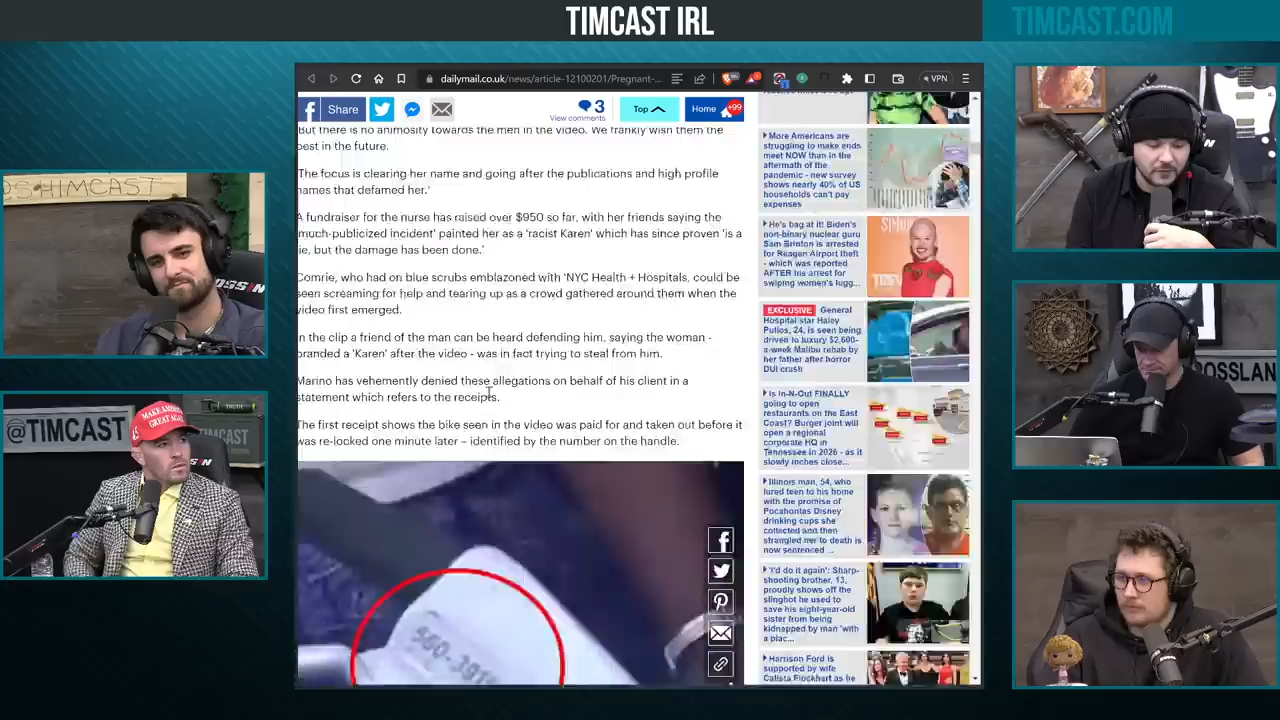 TIMCAST IRL
TIMCAST.COM
dailymail.co.uk/news/article-12100201/Pregnant-...
VPN
Share
3
View comments
Top
Home
+99
'But there is no animosity towards the men in the video. We frankly wish them the
best in the future.
'The focus is clearing her name and going after the publications and high profile
names that defamed her.'
A fundraiser for the nurse has raised over $950 so far, with her friends saying the
'much-publicized incident' painted her as a 'racist Karen' which has since proven 'is a
lie, but the damage has been done.'
Comrie, who had on blue scrubs emblazoned with 'NYC Health + Hospitals, could be
seen screaming for help and tearing up as a crowd gathered around them when the
video first emerged.
In the clip a friend of the man can be heard defending him, saying the woman -
branded a 'Karen' after the video - was in fact trying to steal from him.
Marino has vehemently denied these allegations on behalf of his client in a
statement which refers to the receipts.
The first receipt shows the bike seen in the video was paid for and taken out before it
was re-locked one minute later – identified by the number on the handle.
More Americans are
struggling to make ends
meet NOW than in the
aftermath of the
pandemic - new survey
shows nearly 40% of US
households can't pay
expenses
He's bag at it! Biden's
non-binary nuclear guru
Sam Brinton is arrested
for Reagan Airport theft
- which was reported
AFTER his arrest for
swiping women's lugg...
EXCLUSIVE General
Hospital star Haley
Pullos, 24, is seen being
driven to luxury $2,600-
a-week Malibu rehab by
her father after horror
DUI crash
Is In-N-Out FINALLY
going to open
restaurants on the East
Coast? Burger joint will
open a regional
corporate HQ in
Tennessee in 2026 - as it
slowly inches close...
Illinois man, 54, who
lured teen to his home
with the promise of
Pocahontas Disney
drinking cups she
collected and then
strangled her to death is
now sentenced ...
'I'd do it again': Sharp-
shooting brother, 13,
proudly shows off the
slingshot he used to
save his eight-year-old
sister from being
kidnapped by man 'with
a plac...
Harrison Ford is
supported by wife
Calista Flockhart as he
@TIMCAST
MAKE AMERICA
GREAT AGAIN
45
TRUTH